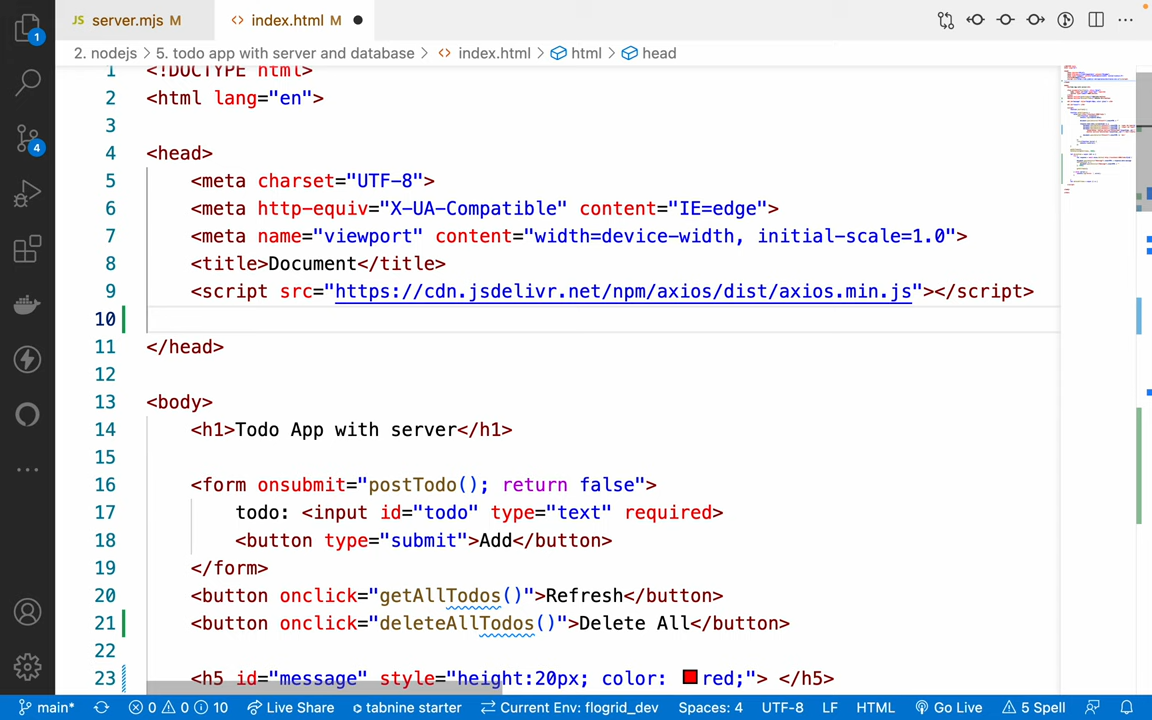 JS server.mjs M
<> index.html M ●
2. nodejs > 5. todo app with server and database > <> index.html > html > head
1 <!DOCTYPE html>
2 <html lang="en">
3
4 <head>
5 <meta charset="UTF-8">
6 <meta http-equiv="X-UA-Compatible" content="IE=edge">
7 <meta name="viewport" content="width=device-width, initial-scale=1.0">
8 <title>Document</title>
9 <script src="https://cdn.jsdelivr.net/npm/axios/dist/axios.min.js"></script>
10
11 </head>
12
13 <body>
14 <h1>Todo App with server</h1>
15
16 <form onsubmit="postTodo(); return false">
17 todo: <input id="todo" type="text" required>
18 <button type="submit">Add</button>
19 </form>
20 <button onclick="getAllTodos()">Refresh</button>
21 <button onclick="deleteAllTodos()">Delete All</button>
22
23 <h5 id="message" style="height:20px; color: red;"> </h5>
1
4
main* 0 0 10 Live Share tabnine starter Current Env: flogrid_dev Spaces: 4 UTF-8 LF HTML Go Live 5 Spell